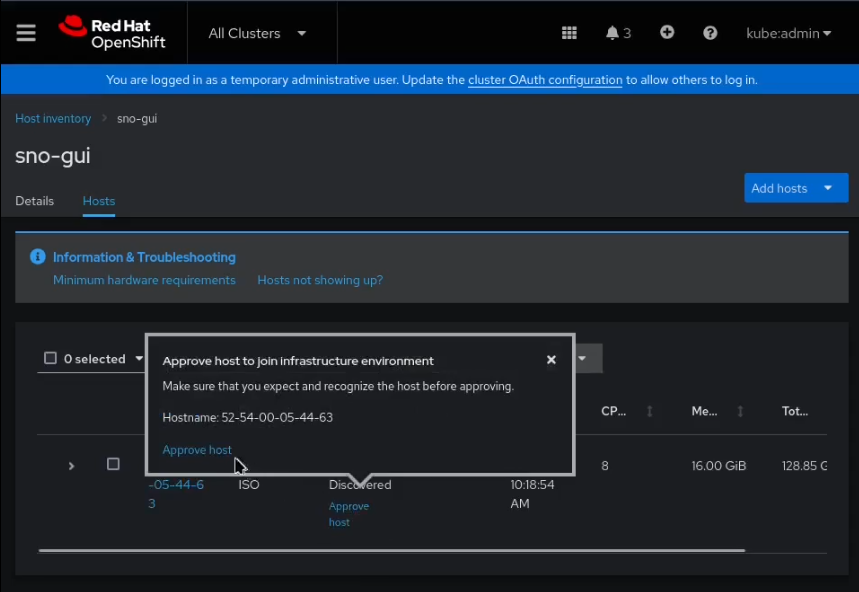 Red Hat
OpenShift
All Clusters
3
kube:admin
You are logged in as a temporary administrative user. Update the cluster OAuth configuration to allow others to log in.
Host inventory > sno-gui
sno-gui
Add hosts
Details Hosts
Information & Troubleshooting
Minimum hardware requirements Hosts not showing up?
0 selected
Approve host to join infrastructure environment
Make sure that you expect and recognize the host before approving.
Hostname: 52-54-00-05-44-63
Approve host
CP... Me... Tot...
8 16.00 GiB 128.85 G
-05-44-6 ISO Discovered 10:18:54
3 Approve AM
host